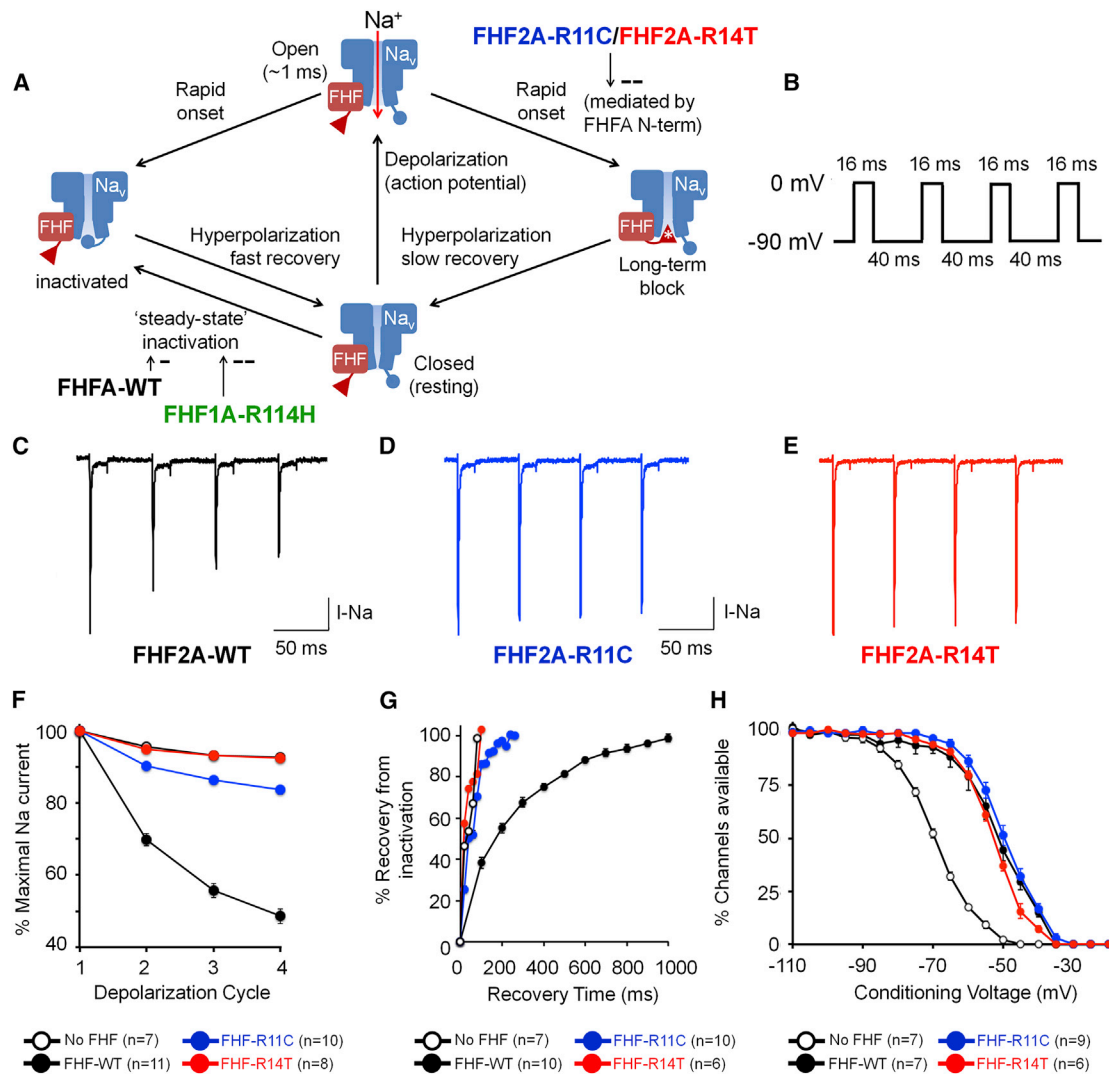 A
Na+
Open
(~1 ms)
Nav
FHF
FHF2A-R11C/FHF2A-R14T
--
(mediated by
FHFA N-term)
Rapid
onset
Rapid
onset
Depolarization
(action potential)
Nav
FHF
inactivated
Nav
FHF
*
Long-term
block
Hyperpolarization
fast recovery
Hyperpolarization
slow recovery
'steady-state'
inactivation
Nav
FHF
Closed
(resting)
-
--
FHFA-WT
FHF1A-R114H
B
16 ms 16 ms 16 ms 16 ms
0 mV
-90 mV
40 ms 40 ms 40 ms
C
I-Na
50 ms
FHF2A-WT
D
I-Na
50 ms
FHF2A-R11C
E
FHF2A-R14T
F
% Maximal Na current
100
80
60
40
1 2 3 4
Depolarization Cycle
No FHF (n=7) FHF-R11C (n=10)
FHF-WT (n=11) FHF-R14T (n=8)
G
% Recovery from
inactivation
100
80
60
40
20
0
0 200 400 600 800 1000
Recovery Time (ms)
No FHF (n=7) FHF-R11C (n=10)
FHF-WT (n=10) FHF-R14T (n=6)
H
% Channels available
100
75
50
25
0
-110 -90 -70 -50 -30
Conditioning Voltage (mV)
No FHF (n=7) FHF-R11C (n=9)
FHF-WT (n=7) FHF-R14T (n=6)